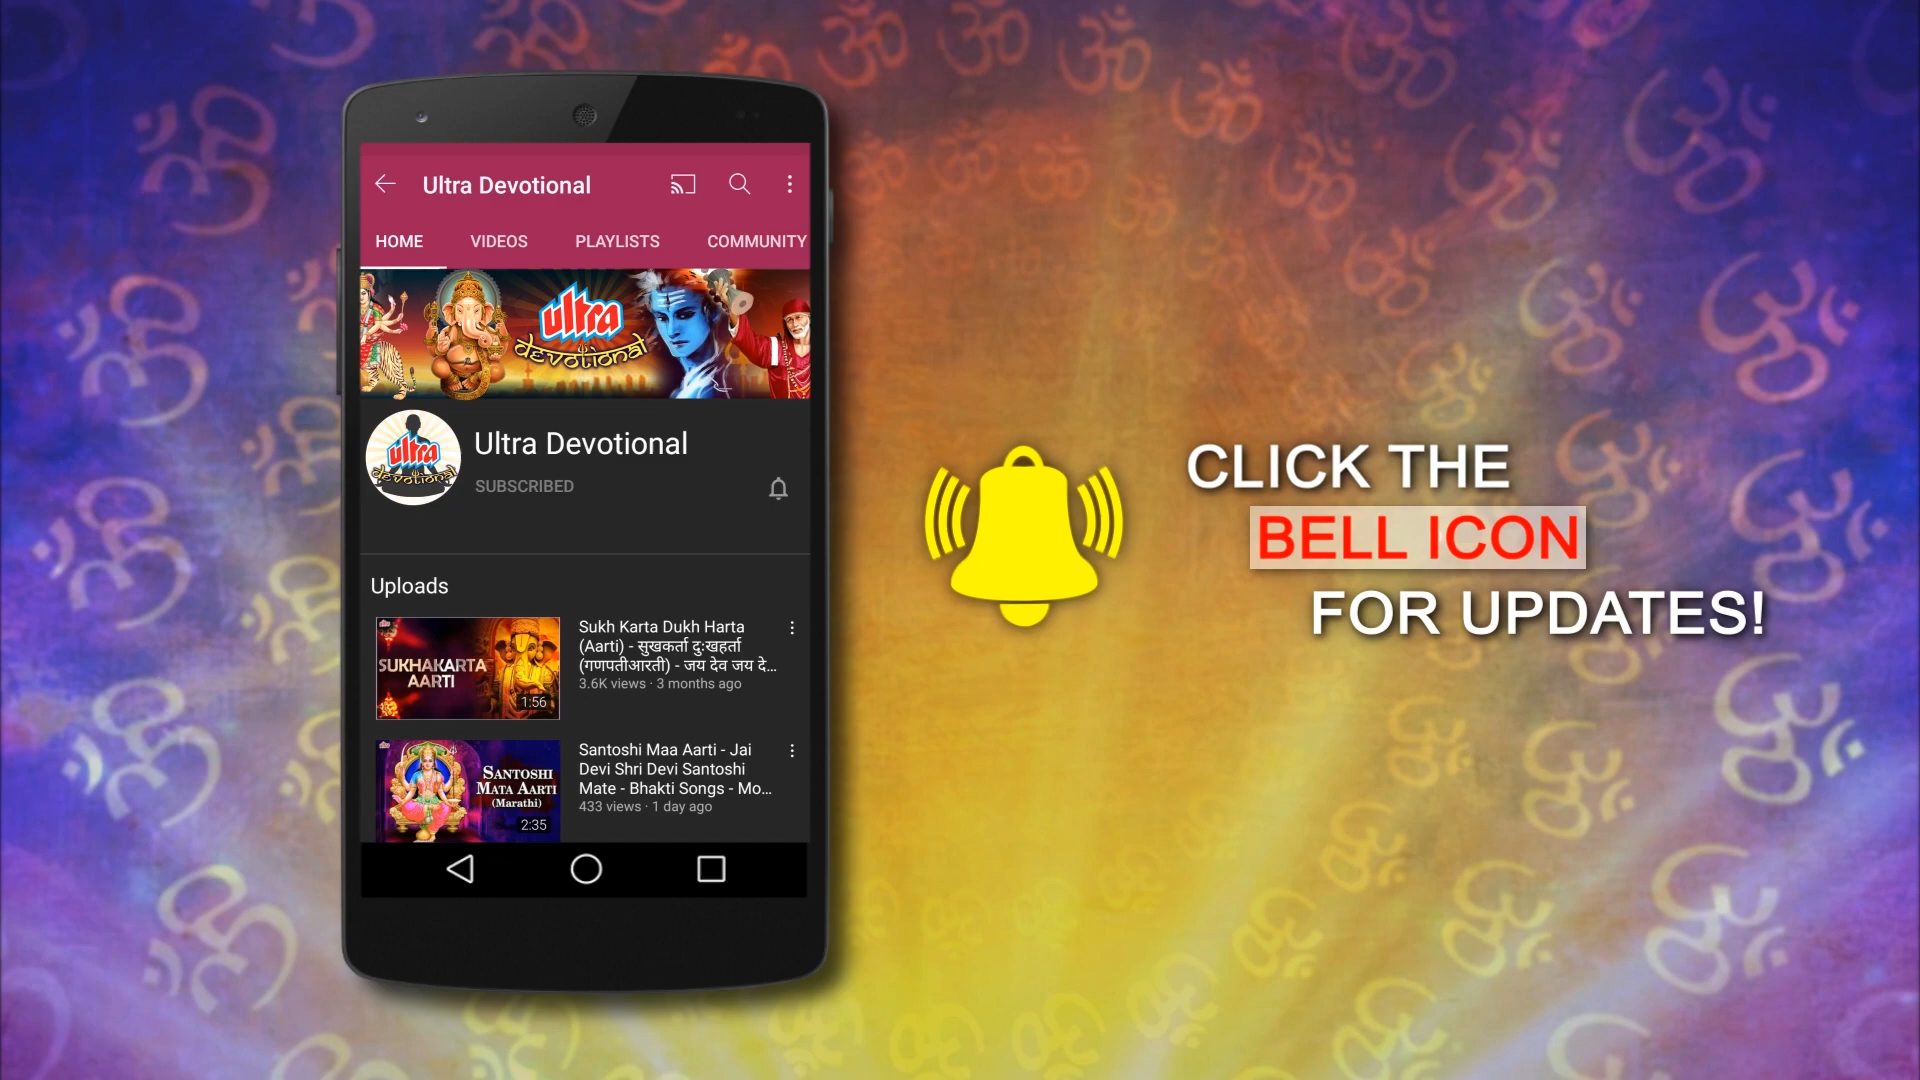 Ultra Devotional
HOME VIDEOS PLAYLISTS COMMUNITY
ultra
devotional
ultra
devotional
Ultra Devotional
SUBSCRIBED
Uploads
SUKHAKARTA
AARTI
1:56
Sukh Karta Dukh Harta
(Aarti) - सुखकर्ता दुःखहर्ता
(गणपतीआरती) - जय देव जय दे...
3.6K views · 3 months ago
SANTOSHI
MATA AARTI
(Marathi)
2:35
Santoshi Maa Aarti - Jai
Devi Shri Devi Santoshi
Mate - Bhakti Songs - Mo...
433 views · 1 day ago
CLICK THE
BELL ICON
FOR UPDATES!